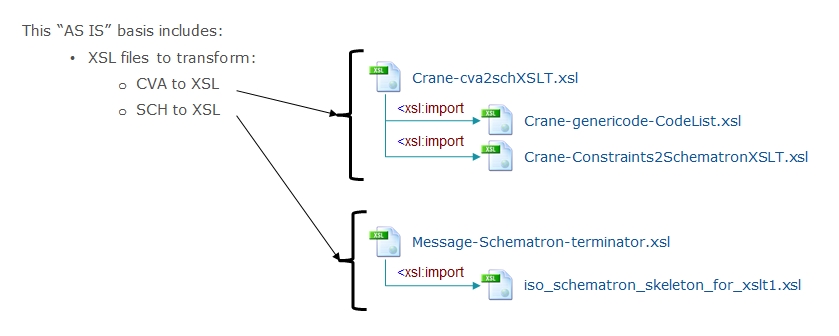 This “AS IS” basis includes:
• XSL files to transform:
o CVA to XSL
o SCH to XSL
XSL Crane-cva2schXSLT.xsl
<xsl:import
XSL Crane-genericode-CodeList.xsl
<xsl:import
XSL Crane-Constraints2SchematronXSLT.xsl
XSL Message-Schematron-terminator.xsl
<xsl:import
XSL iso_schematron_skeleton_for_xslt1.xsl